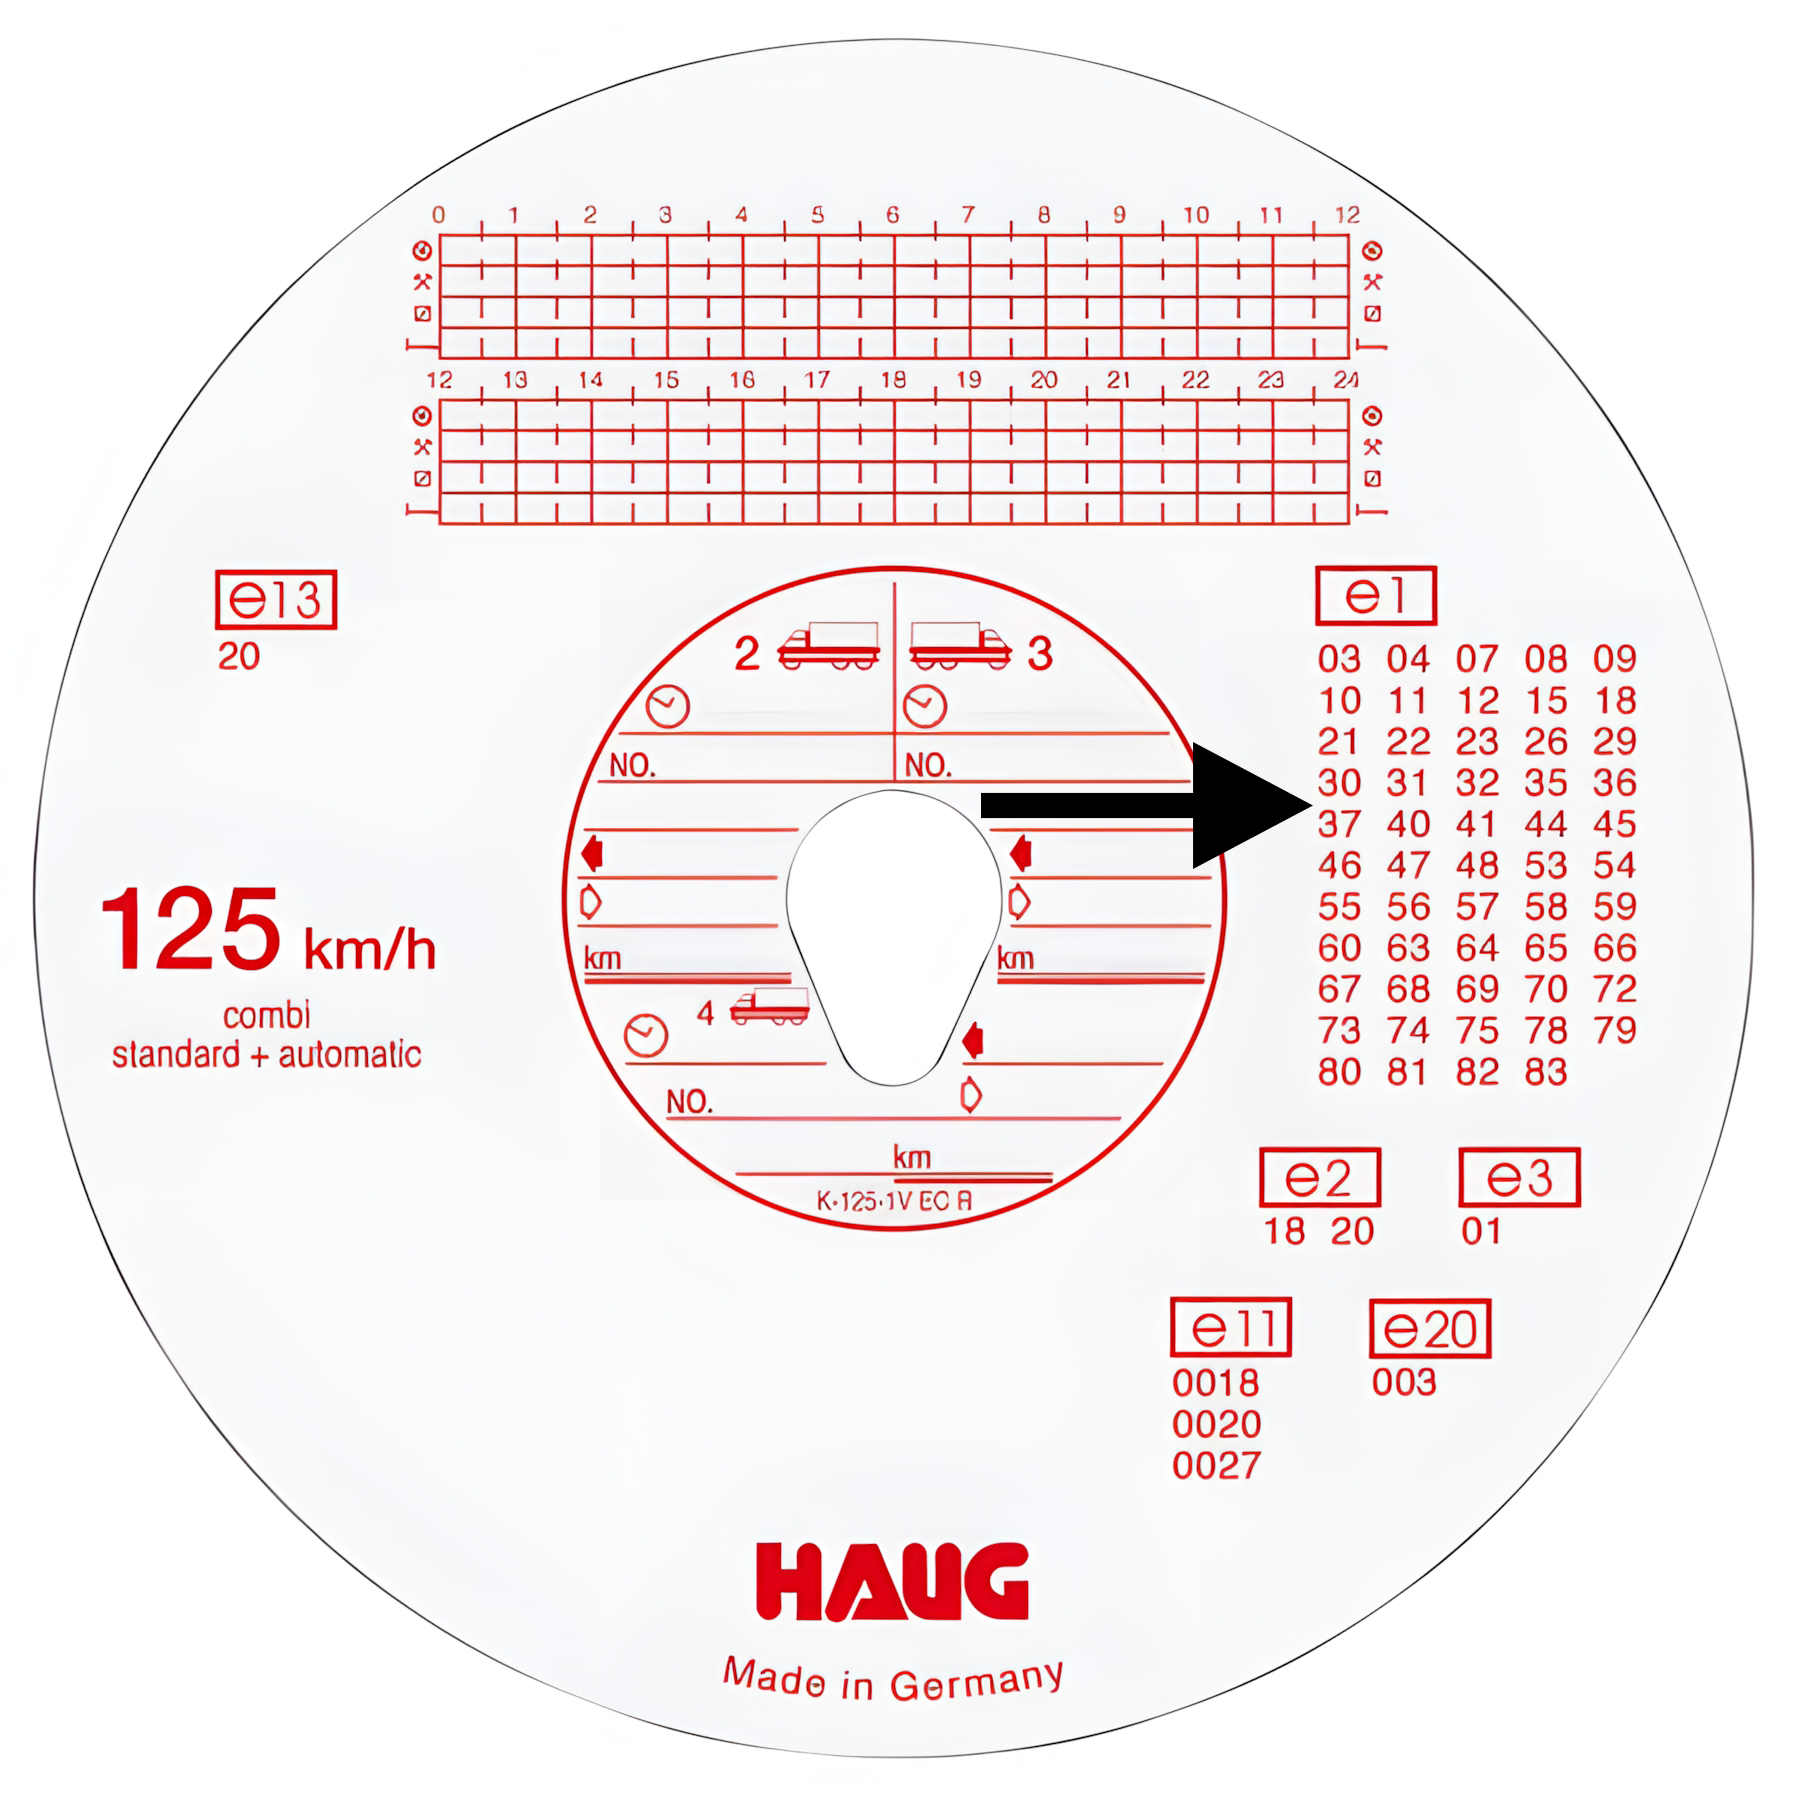 0 1 2 3 4 5 6 7 8 9 10 11 12
12 13 14 15 16 17 18 19 20 21 22 23 24
e13
20
e1
03 04 07 08 09
10 11 12 15 18
21 22 23 26 29
30 31 32 35 36
37 40 41 44 45
46 47 48 53 54
55 56 57 58 59
60 63 64 65 66
67 68 69 70 72
73 74 75 78 79
80 81 82 83
2 3
NO. NO.
km km
4
NO.
km
K-125-1V EC R
125 km/h
combi
standard + automatic
e2 e3
18 20 01
e11 e20
0018 003
0020
0027
HAUG
Made in Germany